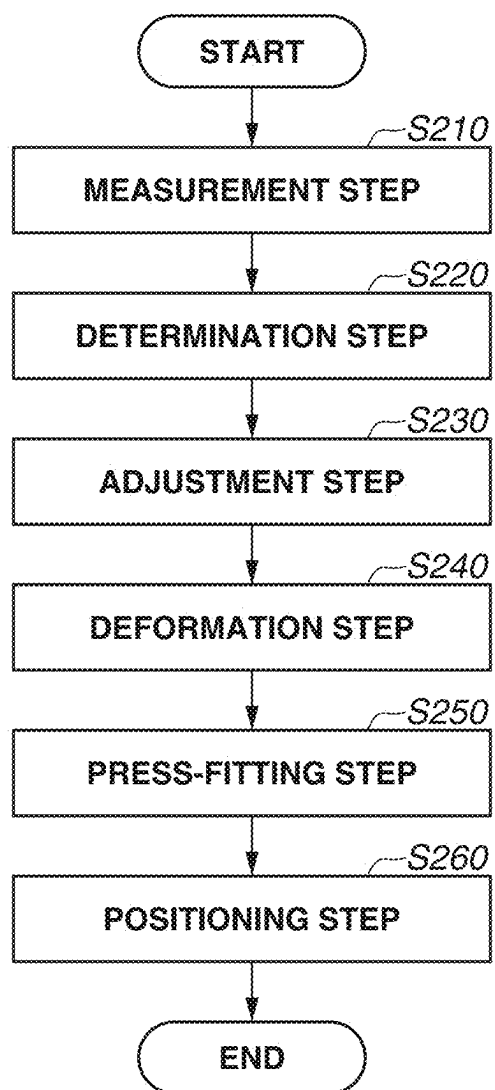 START
S210
MEASUREMENT STEP
S220
DETERMINATION STEP
S230
ADJUSTMENT STEP
S240
DEFORMATION STEP
S250
PRESS-FITTING STEP
S260
POSITIONING STEP
END